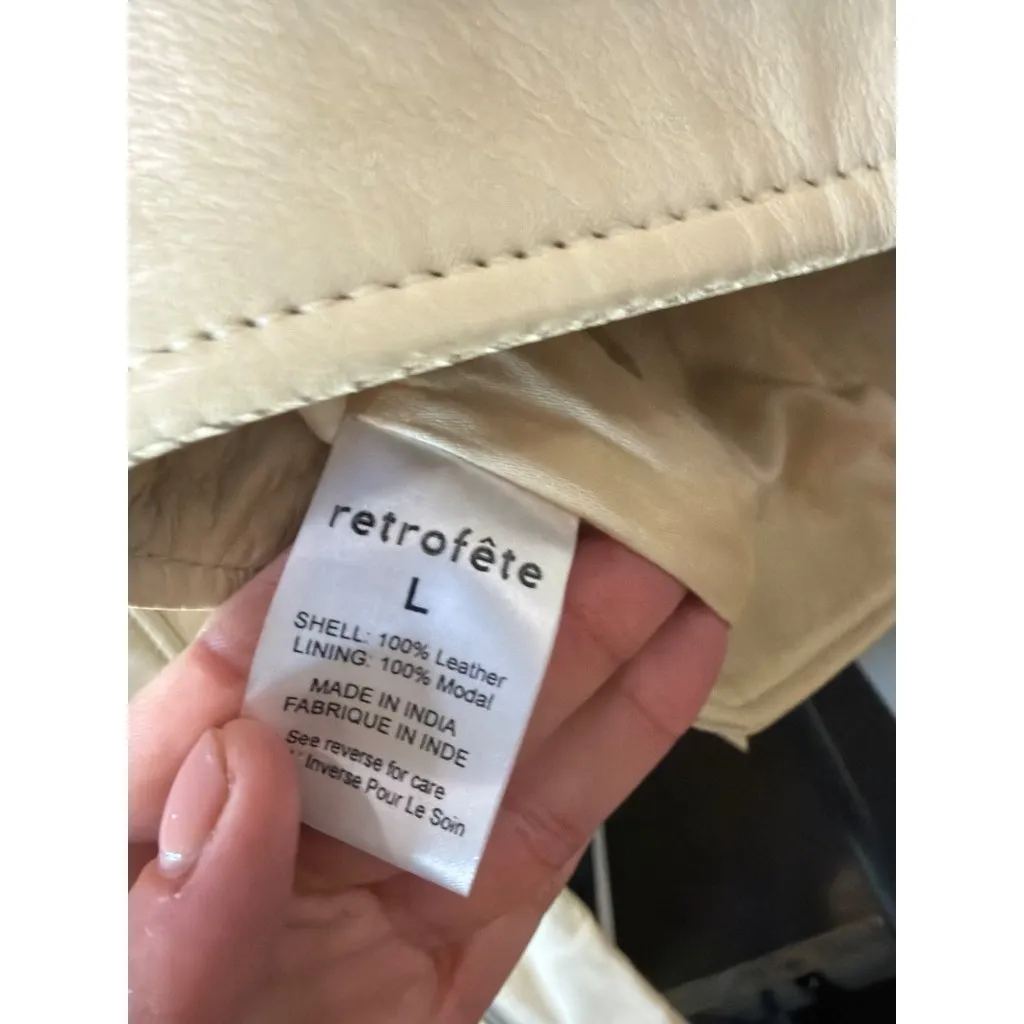 retrofête
L
SHELL: 100% Leather
LINING: 100% Modal
MADE IN INDIA
FABRIQUE IN INDE
See reverse for care
Inverse Pour Le Soin